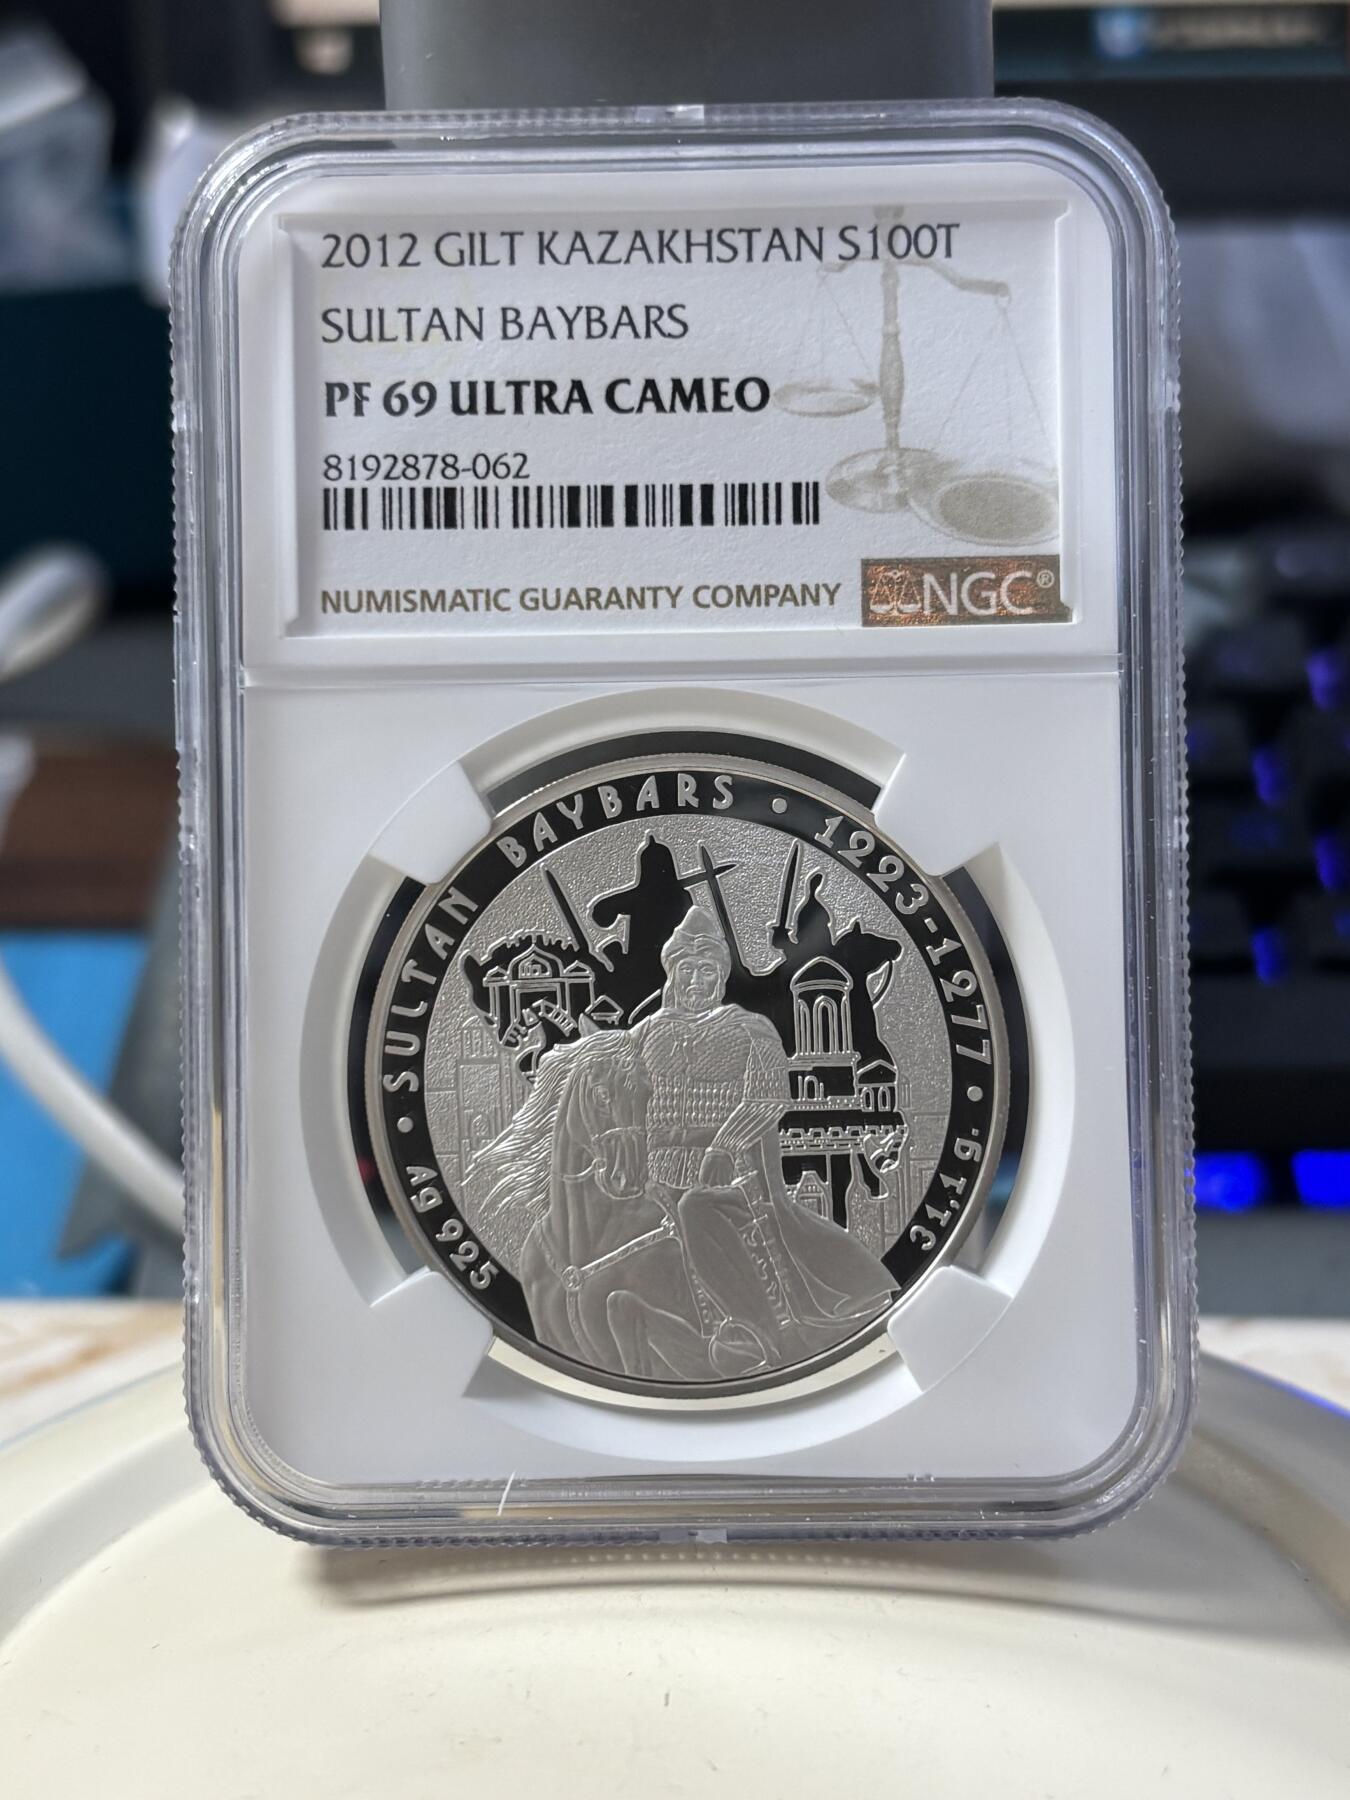 2012 GILT KAZAKHSTAN S100T
SULTAN BAYBARS
PF 69 ULTRA CAMEO
8192878-062
NUMISMATIC GUARANTY COMPANY
NGC®
• SULTAN BAYBARS • 1223-1277 • 31,1 g. Ag 925